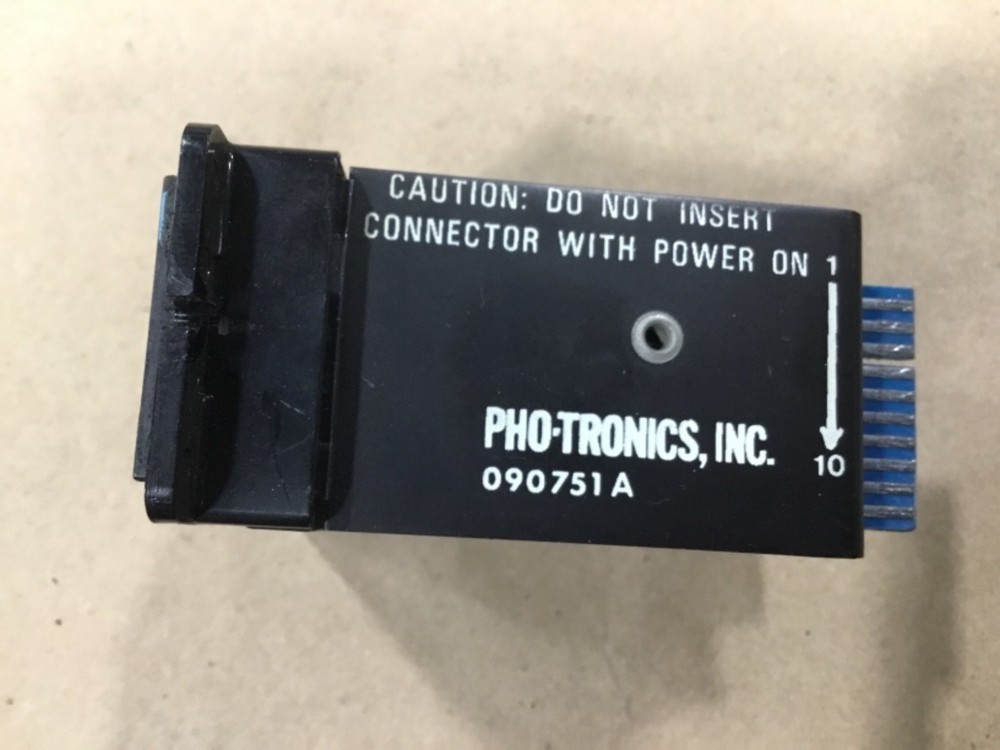 CAUTION: DO NOT INSERT
CONNECTOR WITH POWER ON 1
PHO-TRONICS, INC.
090751A
10